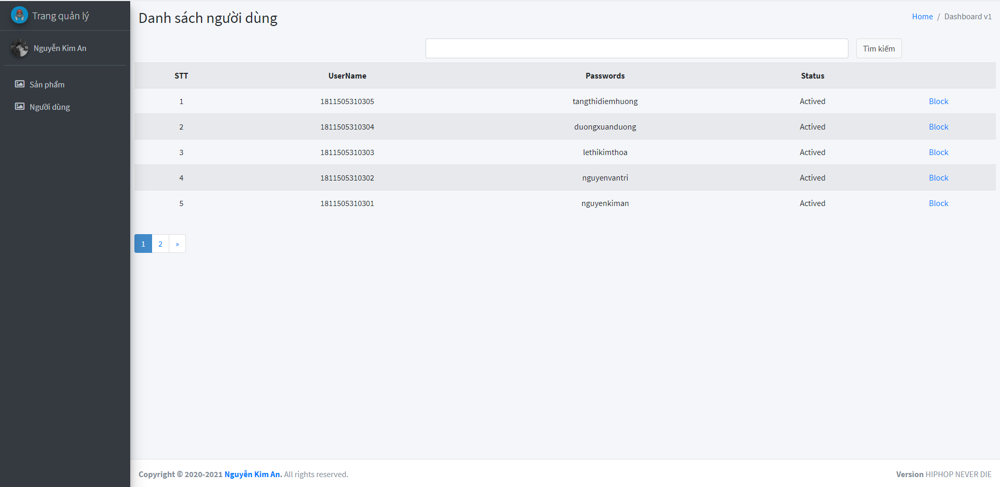 Trang quản lý
Nguyễn Kim An
Sản phẩm
Người dùng
Danh sách người dùng
Home / Dashboard v1
Tìm kiếm
STT UserName Passwords Status
1 1811505310305 tangthidiemhuong Actived Block
2 1811505310304 duongxuanduong Actived Block
3 1811505310303 lethikimthoa Actived Block
4 1811505310302 nguyenvantri Actived Block
5 1811505310301 nguyenkiman Actived Block
1 2 »
Copyright © 2020-2021 Nguyễn Kim An. All rights reserved.
Version HIPHOP NEVER DIE